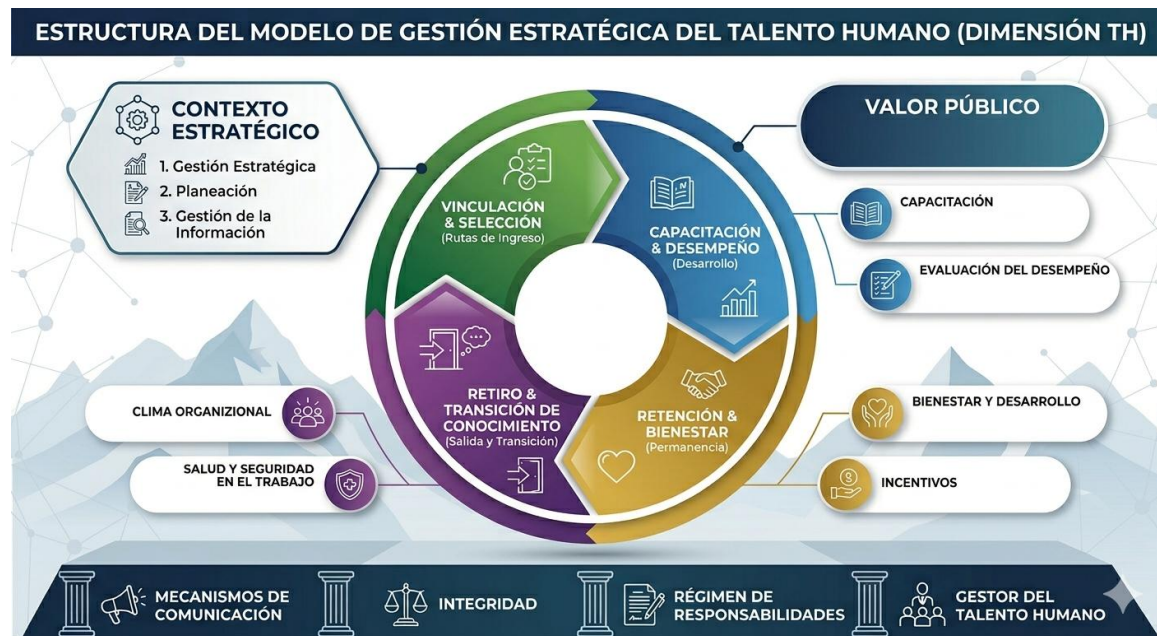 ESTRUCTURA DEL MODELO DE GESTIÓN ESTRATÉGICA DEL TALENTO HUMANO (DIMENSIÓN TH)
CONTEXTO
ESTRATÉGICO
1. Gestión Estratégica
2. Planeación
3. Gestión de la
Información
VINCULACIÓN
& SELECCIÓN
(Rutas de Ingreso)
CAPACITACIÓN
& DESEMPEÑO
(Desarrollo)
VALOR PÚBLICO
CAPACITACIÓN
EVALUACIÓN DEL DESEMPEÑO
RETIRO &
TRANSICIÓN DE
CONOCIMIENTO
(Salida y Transición)
RETENCIÓN &
BIENESTAR
(Permanencia)
CLIMA ORGANIZIONAL
SALUD Y SEGURIDAD
EN EL TRABAJO
BIENESTAR Y DESARROLLO
INCENTIVOS
MECANISMOS DE
COMUNICACIÓN
INTEGRIDAD
RÉGIMEN DE
RESPONSABILIDADES
GESTOR DEL
TALENTO HUMANO